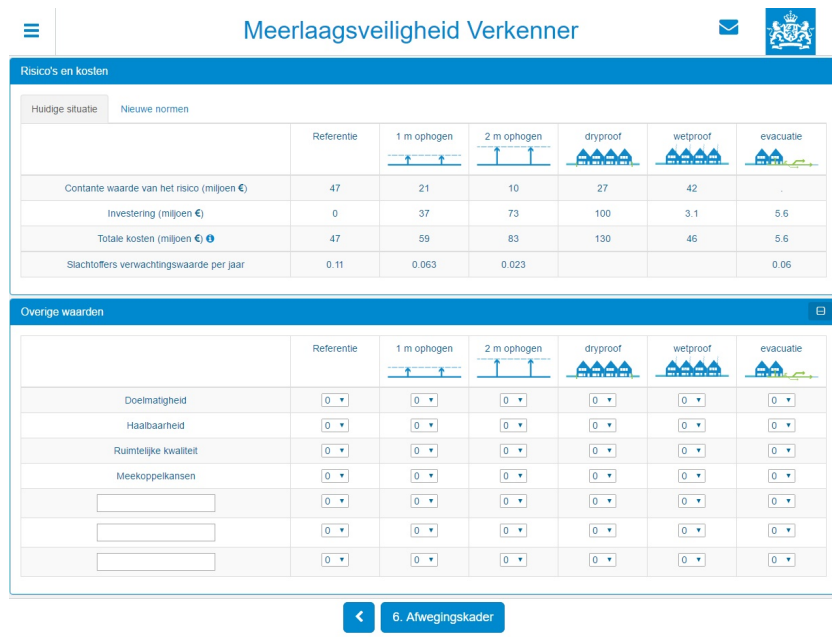 Meerlaagsveiligheid Verkenner
Risico's en kosten
Huidige situatie Nieuwe normen
Referentie 1 m ophogen 2 m ophogen dryproof wetproof evacuatie
Contante waarde van het risico (miljoen €) 47 21 10 27 42 .
Investering (miljoen €) 0 37 73 100 3.1 5.6
Totale kosten (miljoen €) 47 59 83 130 46 5.6
Slachtoffers verwachtingswaarde per jaar 0.11 0.063 0.023 0.06
Overige waarden
Referentie 1 m ophogen 2 m ophogen dryproof wetproof evacuatie
Doelmatigheid 0 0 0 0 0 0
Haalbaarheid 0 0 0 0 0 0
Ruimtelijke kwaliteit 0 0 0 0 0 0
Meekoppelkansen 0 0 0 0 0 0
0 0 0 0 0 0
0 0 0 0 0 0
0 0 0 0 0 0
6. Afwegingskader